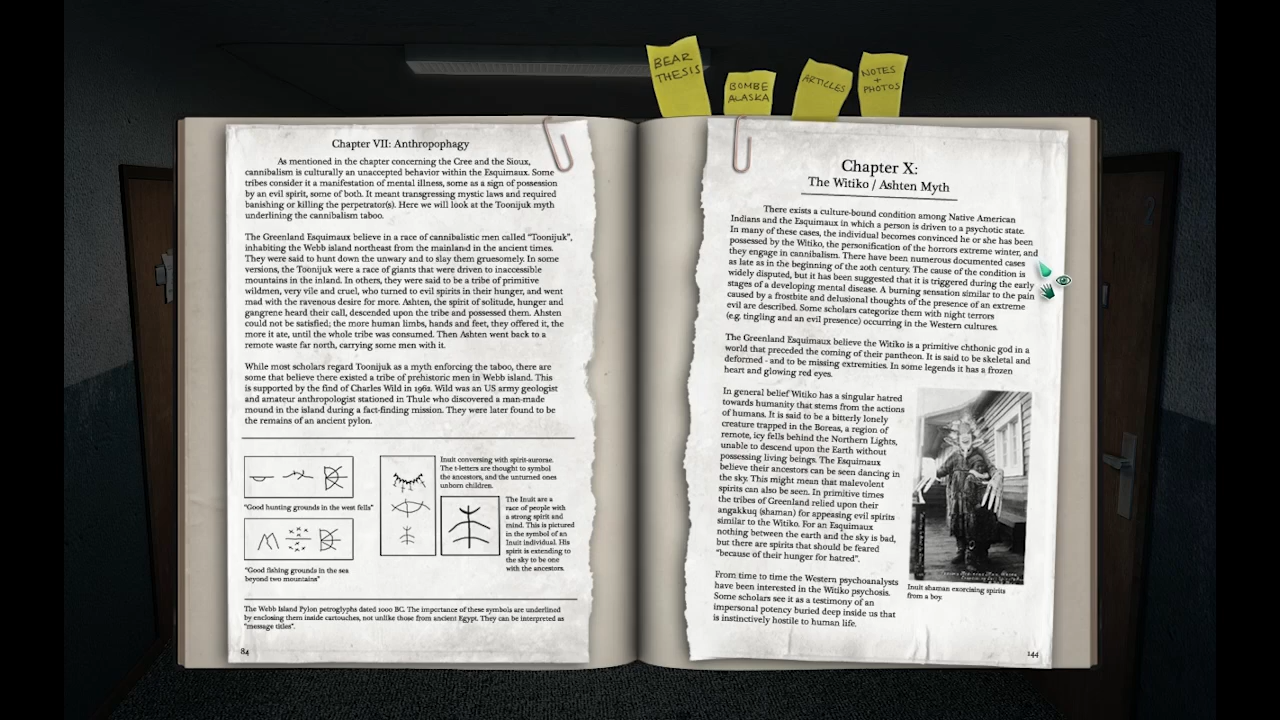 BEAR
THESIS
BOMBE
ALASKA
ARTICLES
NOTES
+
PHOTOS
Chapter VII: Anthropophagy
As mentioned in the chapter concerning the Cree and the Sioux,
cannibalism is culturally an unaccepted behavior within the Esquimaux. Some
tribes consider it a manifestation of mental illness, some as a sign of possession
by an evil spirit, some of both. It meant transgressing mystic laws and required
banishing or killing the perpetrator(s). Here we will look at the Toonijuk myth
underlining the cannibalism taboo.
The Greenland Esquimaux believe in a race of cannibalistic men called "Toonijuk",
inhabiting the Webb island northeast from the mainland in the ancient times.
They were said to hunt down the unwary and to slay them gruesomely. In some
versions, the Toonijuk were a race of giants that were driven to inaccessible
mountains in the inland. In others, they were said to be a tribe of primitive
wildmen, very vile and cruel, who turned to evil spirits in their hunger, and went
mad with the ravenous desire for more. Ashten, the spirit of solitude, hunger and
gangrene heard their call, descended upon the tribe and possessed them. Ahsten
could not be satisfied; the more human limbs, hands and feet, they offered it, the
more it ate, until the whole tribe was consumed. Then Ashten went back to a
remote waste far north, carrying some men with it.
While most scholars regard Toonijuk as a myth enforcing the taboo, there are
some that believe there existed a tribe of prehistoric men in Webb island. This
is supported by the find of Charles Wild in 1962. Wild was an US army geologist
and amateur anthropologist stationed in Thule who discovered a man-made
mound in the island during a fact-finding mission. They were later found to be
the remains of an ancient pylon.
"Good hunting grounds in the west fells"
"Good fishing grounds in the sea
beyond two mountains"
Inuit conversing with spirit-aurorae.
The t-letters are thought to symbol
the ancestors, and the unturned ones
unborn children.
The Inuit are a
race of people with
a strong spirit and
mind. This is pictured
in the symbol of an
Inuit individual. His
spirit is extending to
the sky to be one
with the ancestors.
The Webb Island Pylon petroglyphs dated 1000 BC. The importance of these symbols are underlined
by enclosing them inside cartouches, not unlike those from ancient Egypt. They can be interpreted as
"message titles".
84
Chapter X:
The Witiko / Ashten Myth
There exists a culture-bound condition among Native American
Indians and the Esquimaux in which a person is driven to a psychotic state.
In many of these cases, the individual becomes convinced he or she has been
possessed by the Witiko, the personification of the horrors extreme winter, and
they engage in cannibalism. There have been numerous documented cases
as late as in the beginning of the 20th century. The cause of the condition is
widely disputed, but it has been suggested that it is triggered during the early
stages of a developing mental disease. A burning sensation similar to the pain
caused by a frostbite and delusional thoughts of the presence of an extreme
evil are described. Some scholars categorize them with night terrors
(e.g. tingling and an evil presence) occurring in the Western cultures.
The Greenland Esquimaux believe the Witiko is a primitive chthonic god in a
world that preceded the coming of their pantheon. It is said to be skeletal and
deformed - and to be missing extremities. In some legends it has a frozen
heart and glowing red eyes.
In general belief Witiko has a singular hatred
towards humanity that stems from the actions
of humans. It is said to be a bitterly lonely
creature trapped in the Boreas, a region of
remote, icy fells behind the Northern Lights,
unable to descend upon the Earth without
possessing living beings. The Esquimaux
believe their ancestors can be seen dancing in
the sky. This might mean that malevolent
spirits can also be seen. In primitive times
the tribes of Greenland relied upon their
angakkuq (shaman) for appeasing evil spirits
similar to the Witiko. For an Esquimaux
nothing between the earth and the sky is bad,
but there are spirits that should be feared
"because of their hunger for hatred".
From time to time the Western psychoanalysts
have been interested in the Witiko psychosis.
Some scholars see it as a testimony of an
impersonal potency buried deep inside us that
is instinctively hostile to human life.
Inuit shaman exorcising spirits
from a boy.
144
2